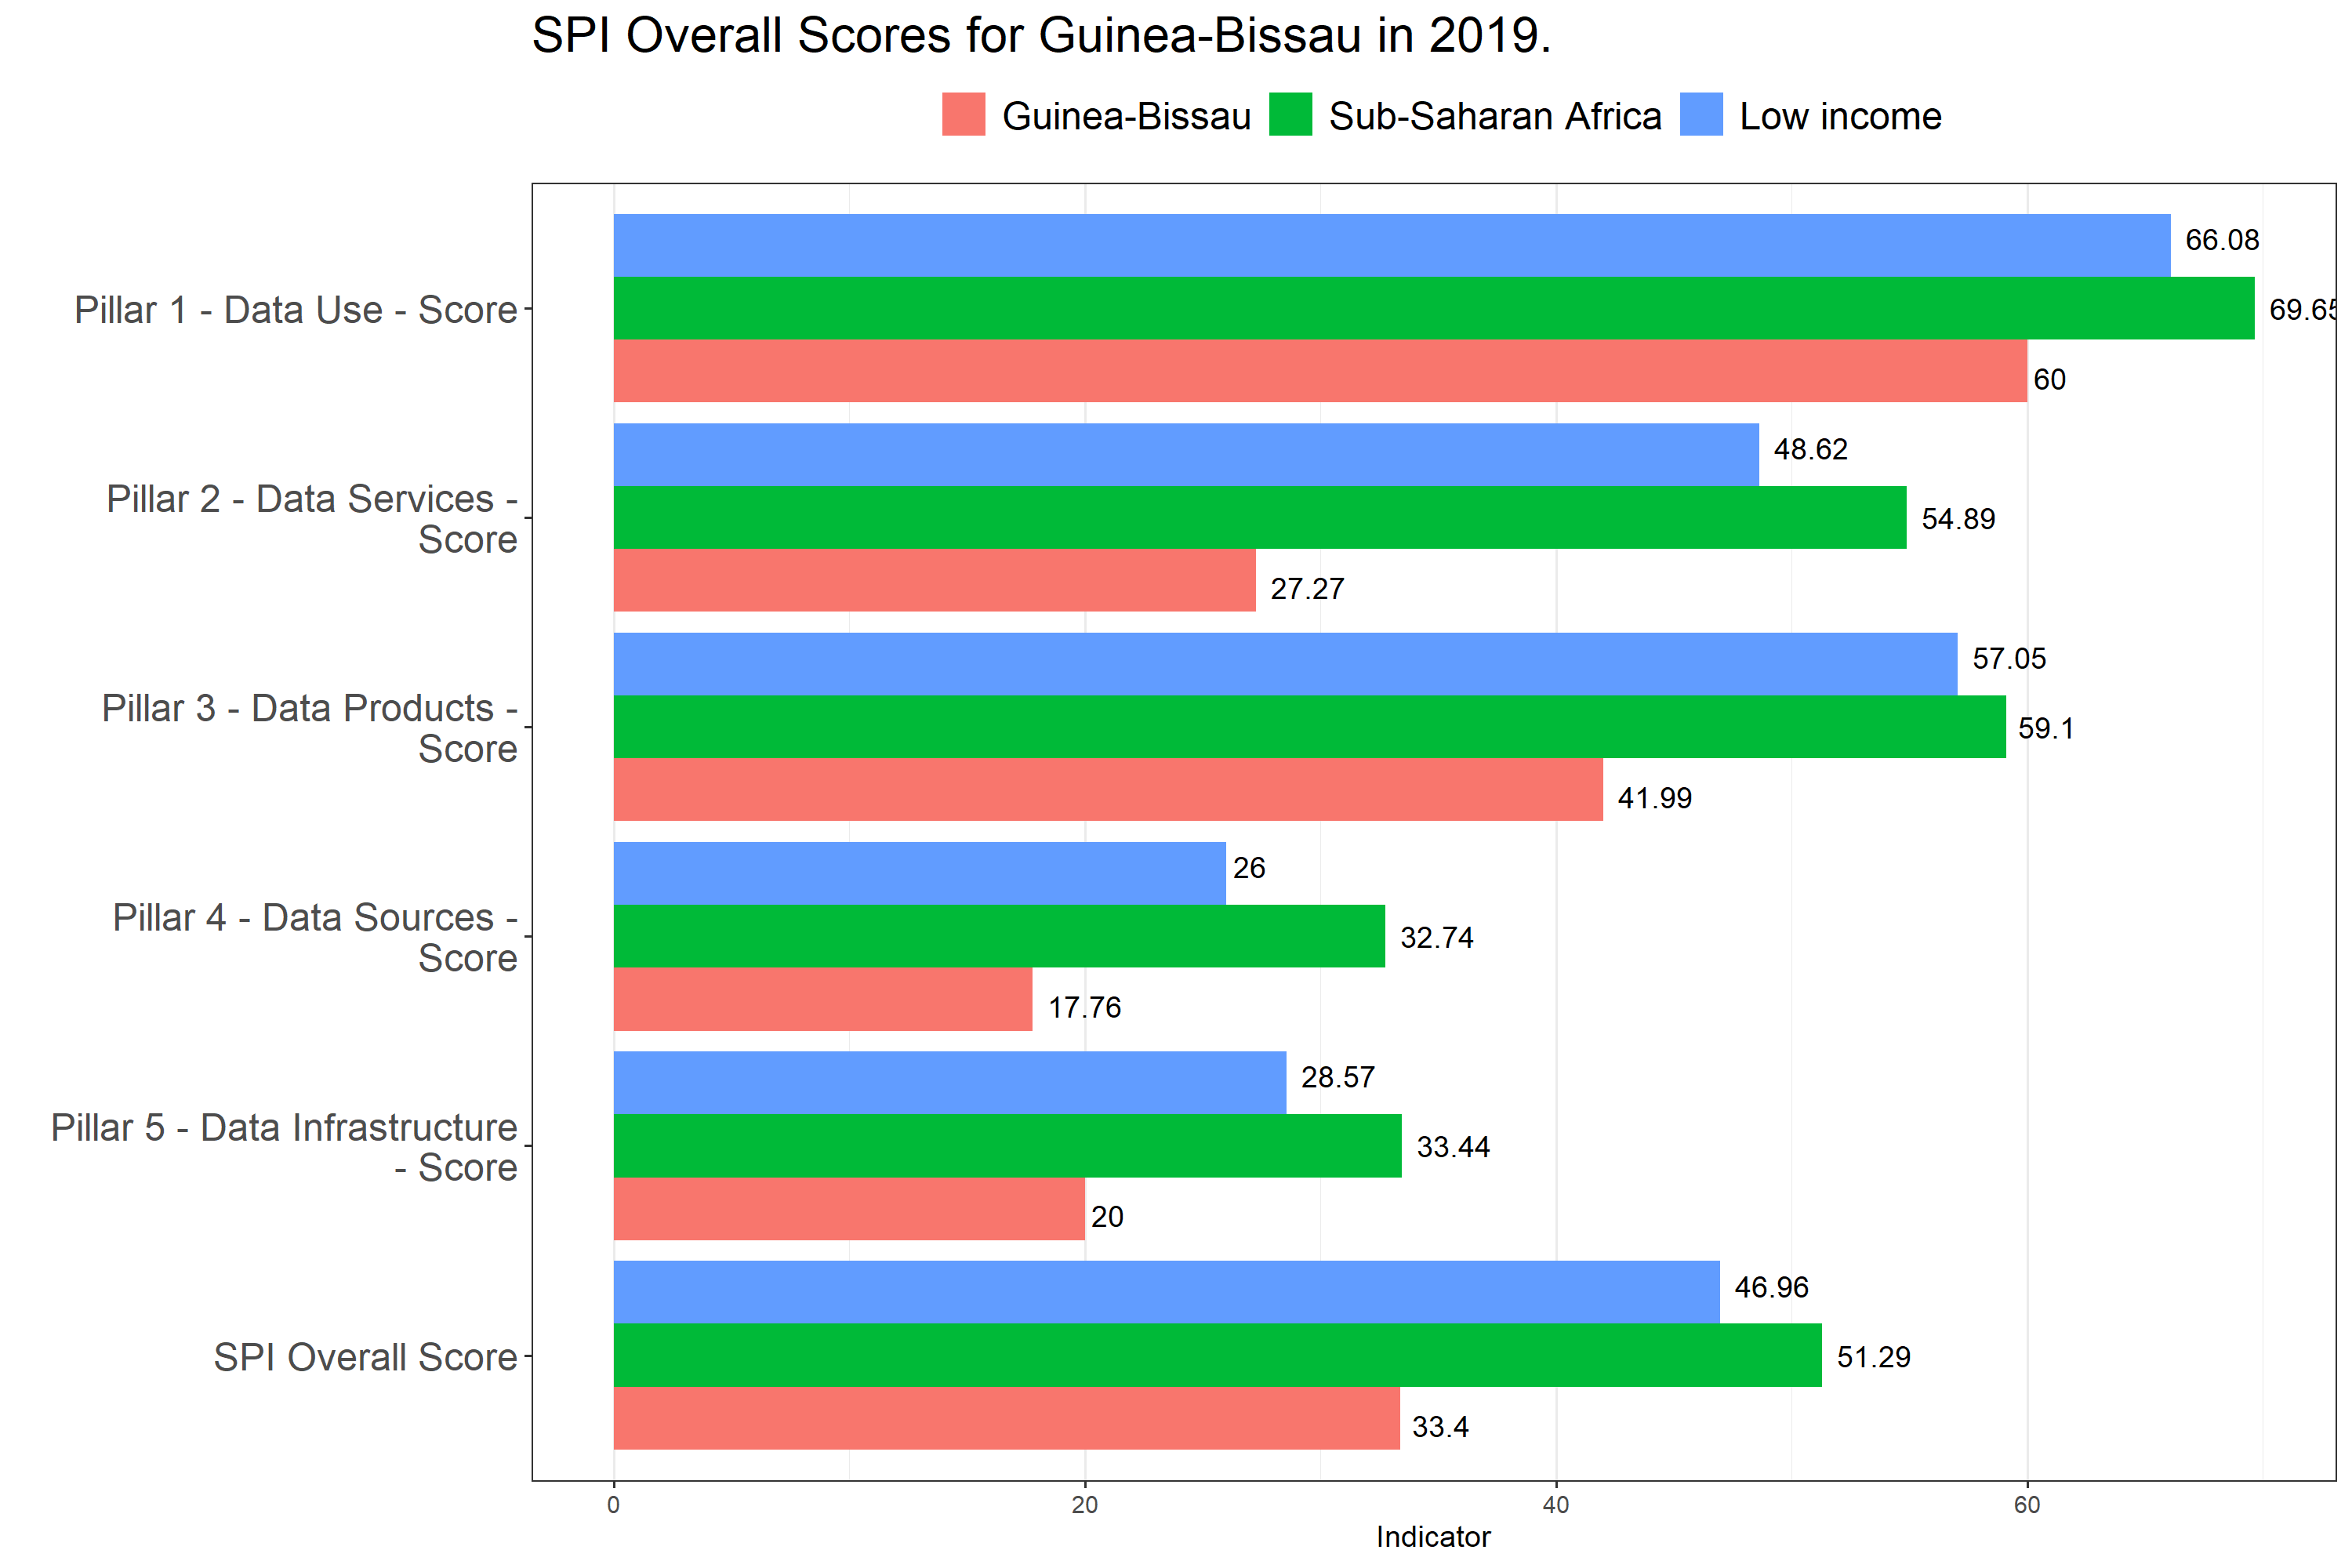 SPI Overall Scores for Guinea-Bissau in 2019.
Guinea-Bissau Sub-Saharan Africa Low income
66.08
Pillar 1 - Data Use - Score
69.65
60
48.62
Pillar 2 - Data Services -
Score
54.89
27.27
57.05
Pillar 3 - Data Products -
Score
59.1
41.99
26
Pillar 4 - Data Sources -
Score
32.74
17.76
28.57
Pillar 5 - Data Infrastructure
- Score
33.44
20
46.96
SPI Overall Score
51.29
33.4
0 20 40 60
Indicator